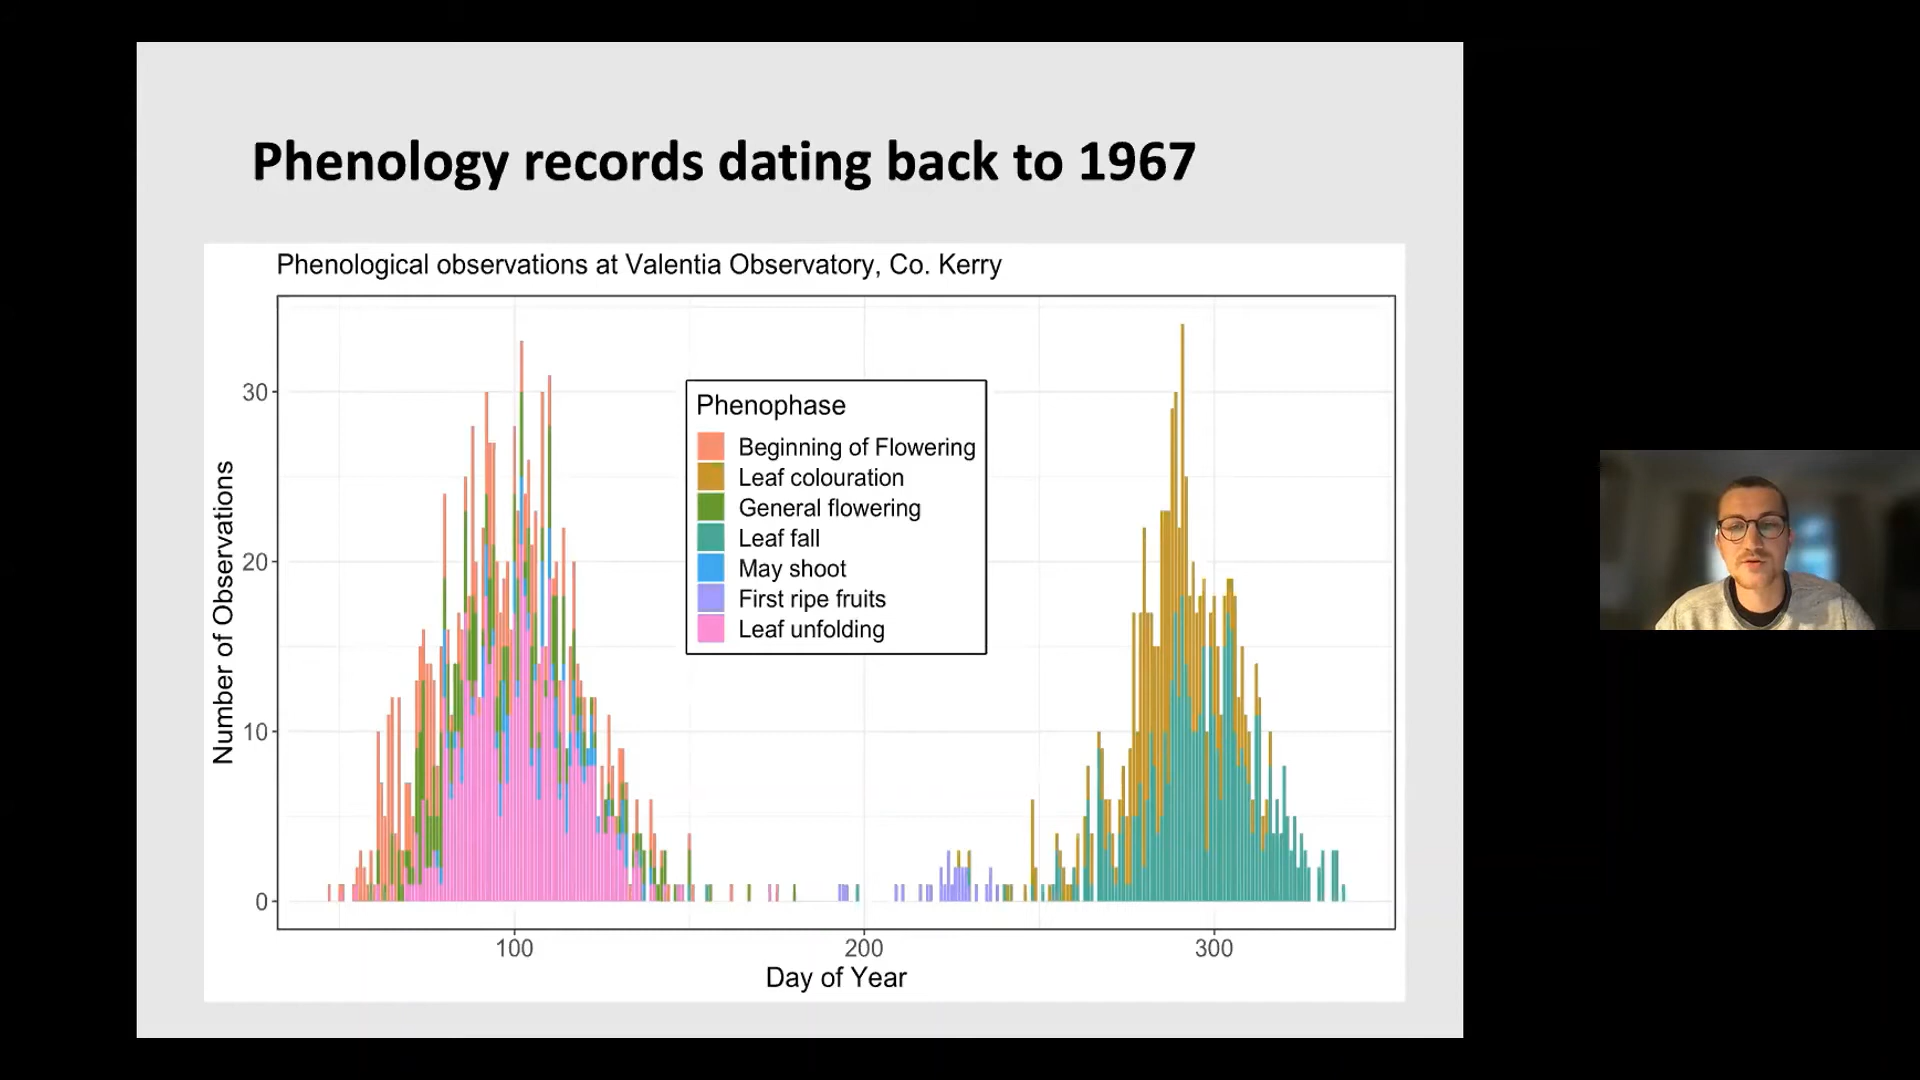 Phenology records dating back to 1967
Phenological observations at Valentia Observatory, Co. Kerry
Number of Observations
30
20
10
0
Phenophase
Beginning of Flowering
Leaf colouration
General flowering
Leaf fall
May shoot
First ripe fruits
Leaf unfolding
100
200
300
Day of Year